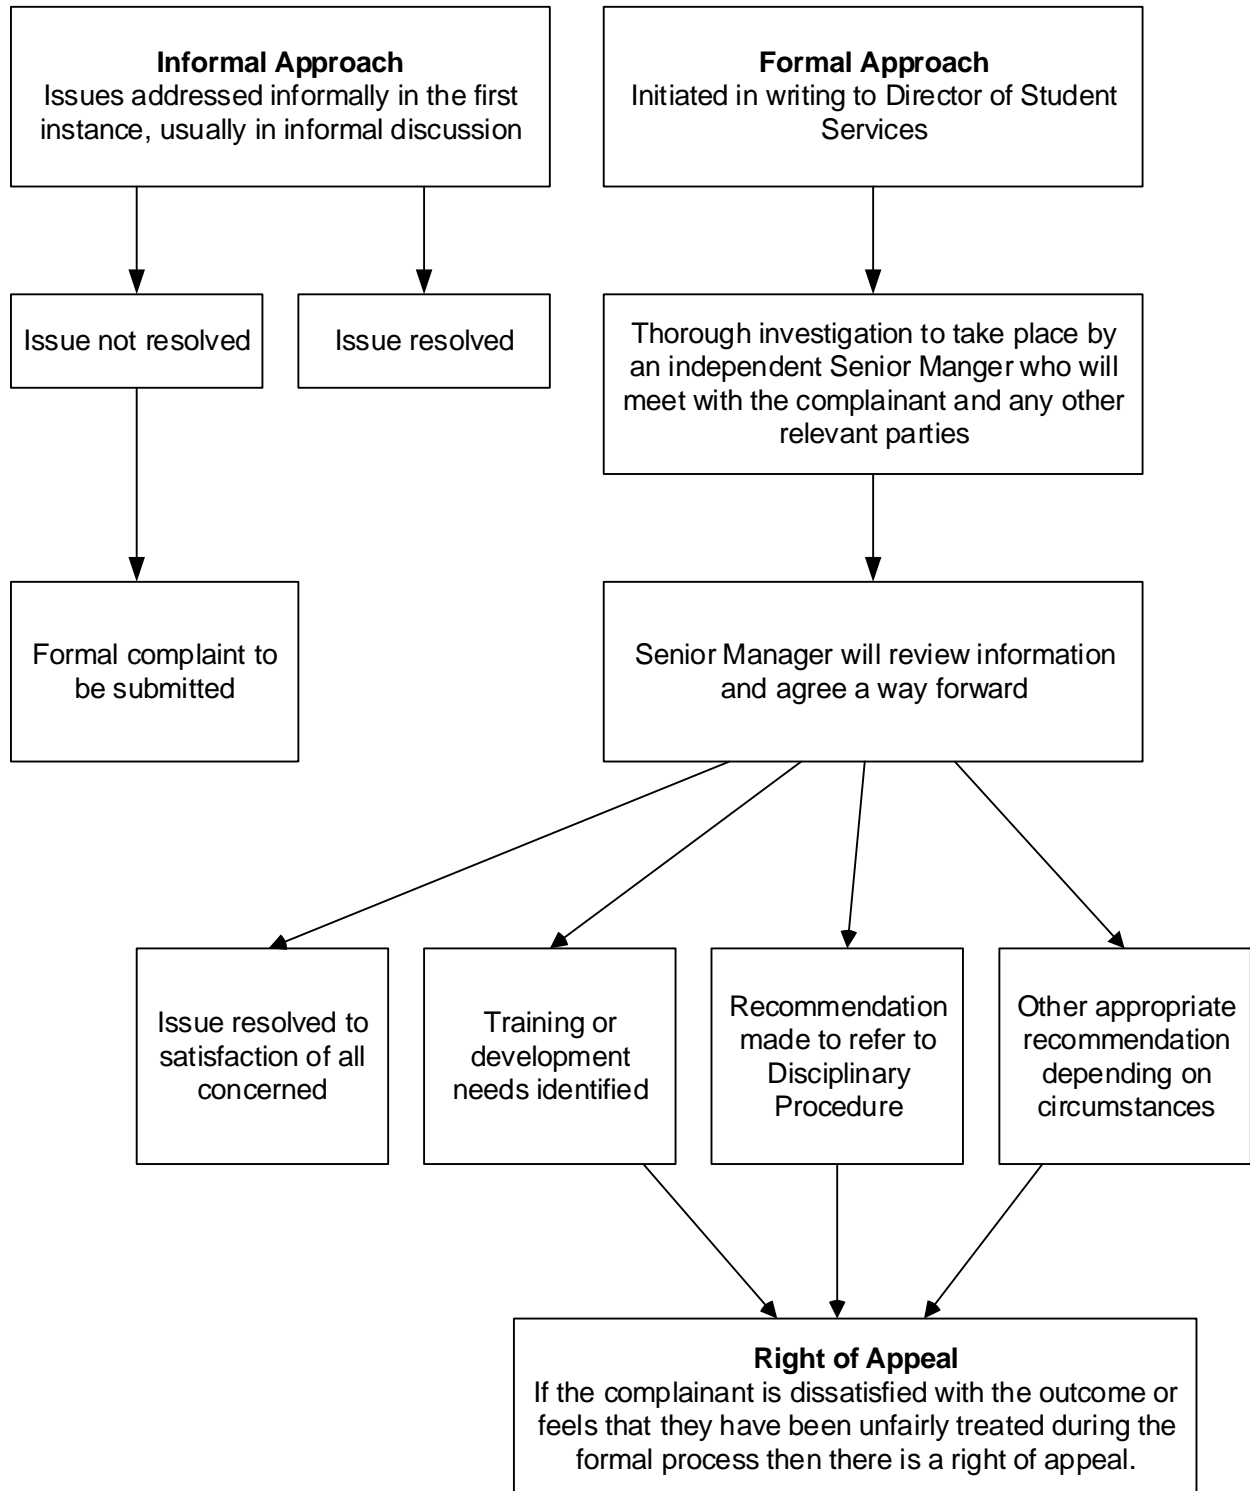 Informal Approach
Issues addressed informally in the first
instance, usually in informal discussion
Formal Approach
Initiated in writing to Director of Student
Services
Issue not resolved
Issue resolved
Thorough investigation to take place by
an independent Senior Manger who will
meet with the complainant and any other
relevant parties
Formal complaint to
be submitted
Senior Manager will review information
and agree a way forward
Issue resolved to
satisfaction of all
concerned
Training or
development
needs identified
Recommendation
made to refer to
Disciplinary
Procedure
Other appropriate
recommendation
depending on
circumstances
Right of Appeal
If the complainant is dissatisfied with the outcome or
feels that they have been unfairly treated during the
formal process then there is a right of appeal.